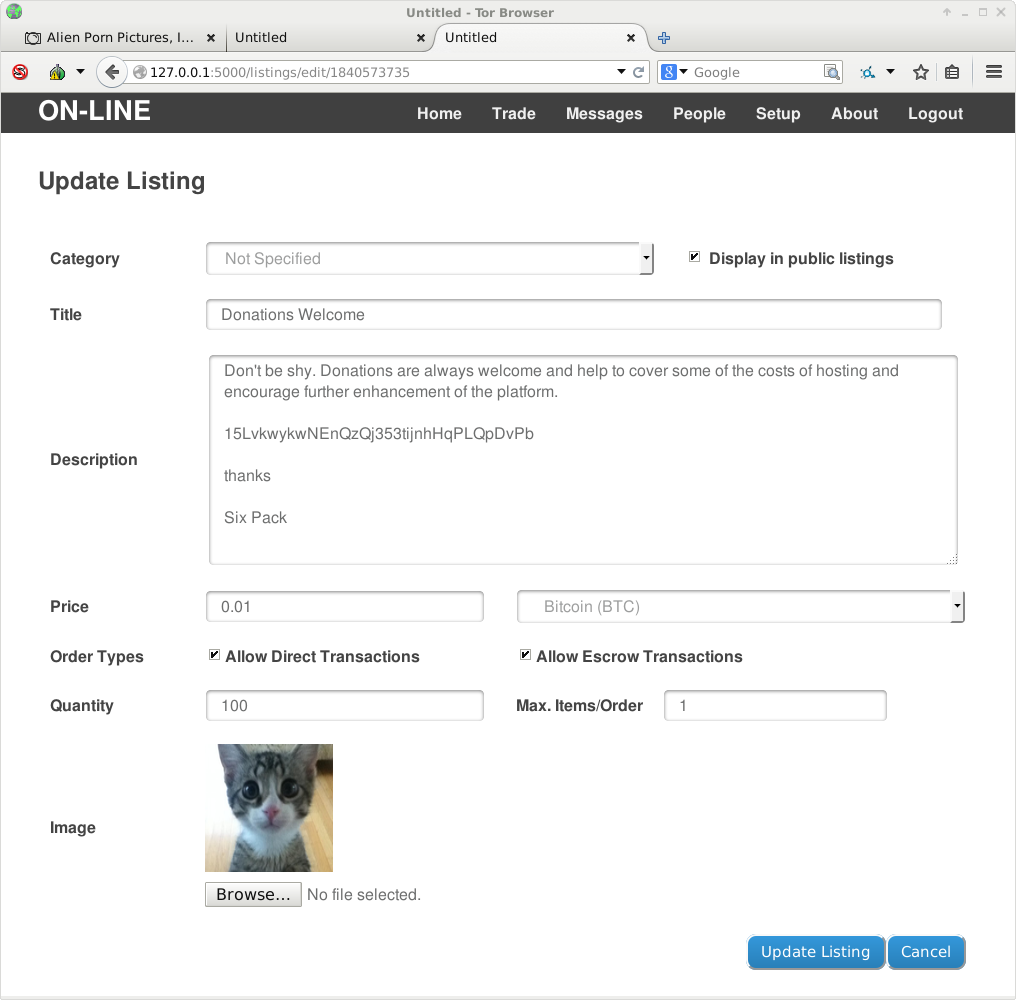 Untitled - Tor Browser
Alien Porn Pictures, I...
Untitled
Untitled
127.0.0.1:5000/listings/edit/1840573735
Google
ON-LINE
Home Trade Messages People Setup About Logout
Update Listing
Category Not Specified Display in public listings
Title Donations Welcome
Don't be shy. Donations are always welcome and help to cover some of the costs of hosting and
encourage further enhancement of the platform.
15LvkwykwNEnQzQj353tijnhHqPLQpDvPb
Description
thanks
Six Pack
Price 0.01 Bitcoin (BTC)
Order Types Allow Direct Transactions Allow Escrow Transactions
Quantity 100 Max. Items/Order 1
Image
Browse... No file selected.
Update Listing Cancel